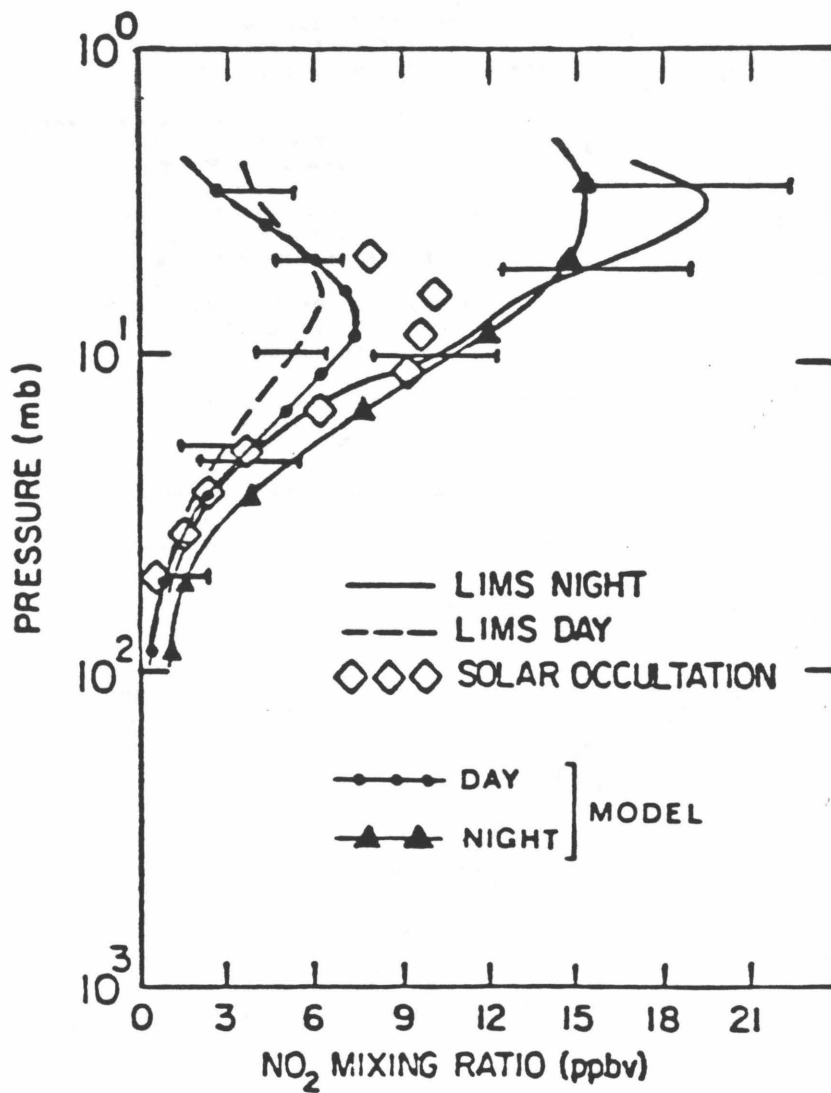 10⁰
10¹
10²
10³
PRESSURE (mb)
LIMS NIGHT
LIMS DAY
SOLAR OCCULTATION
DAY
NIGHT
MODEL
0 3 6 9 12 15 18 21
NO₂ MIXING RATIO (ppbv)